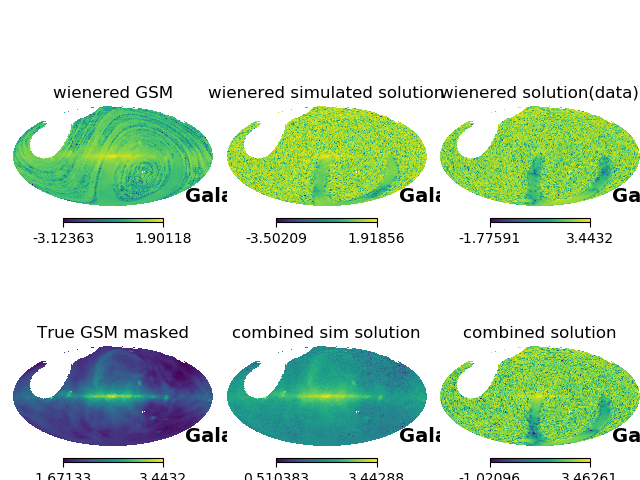 wienered GSM
wienered simulated solution
wienered solution(data)
Gala
Gala
Ga
-3.12363 1.90118
-3.50209 1.91856
-1.77591 3.4432
True GSM masked
combined sim solution
combined solution
Gala
Gala
Ga
1.67133 3.4432
0.510383 3.44288
-1.02096 3.46261